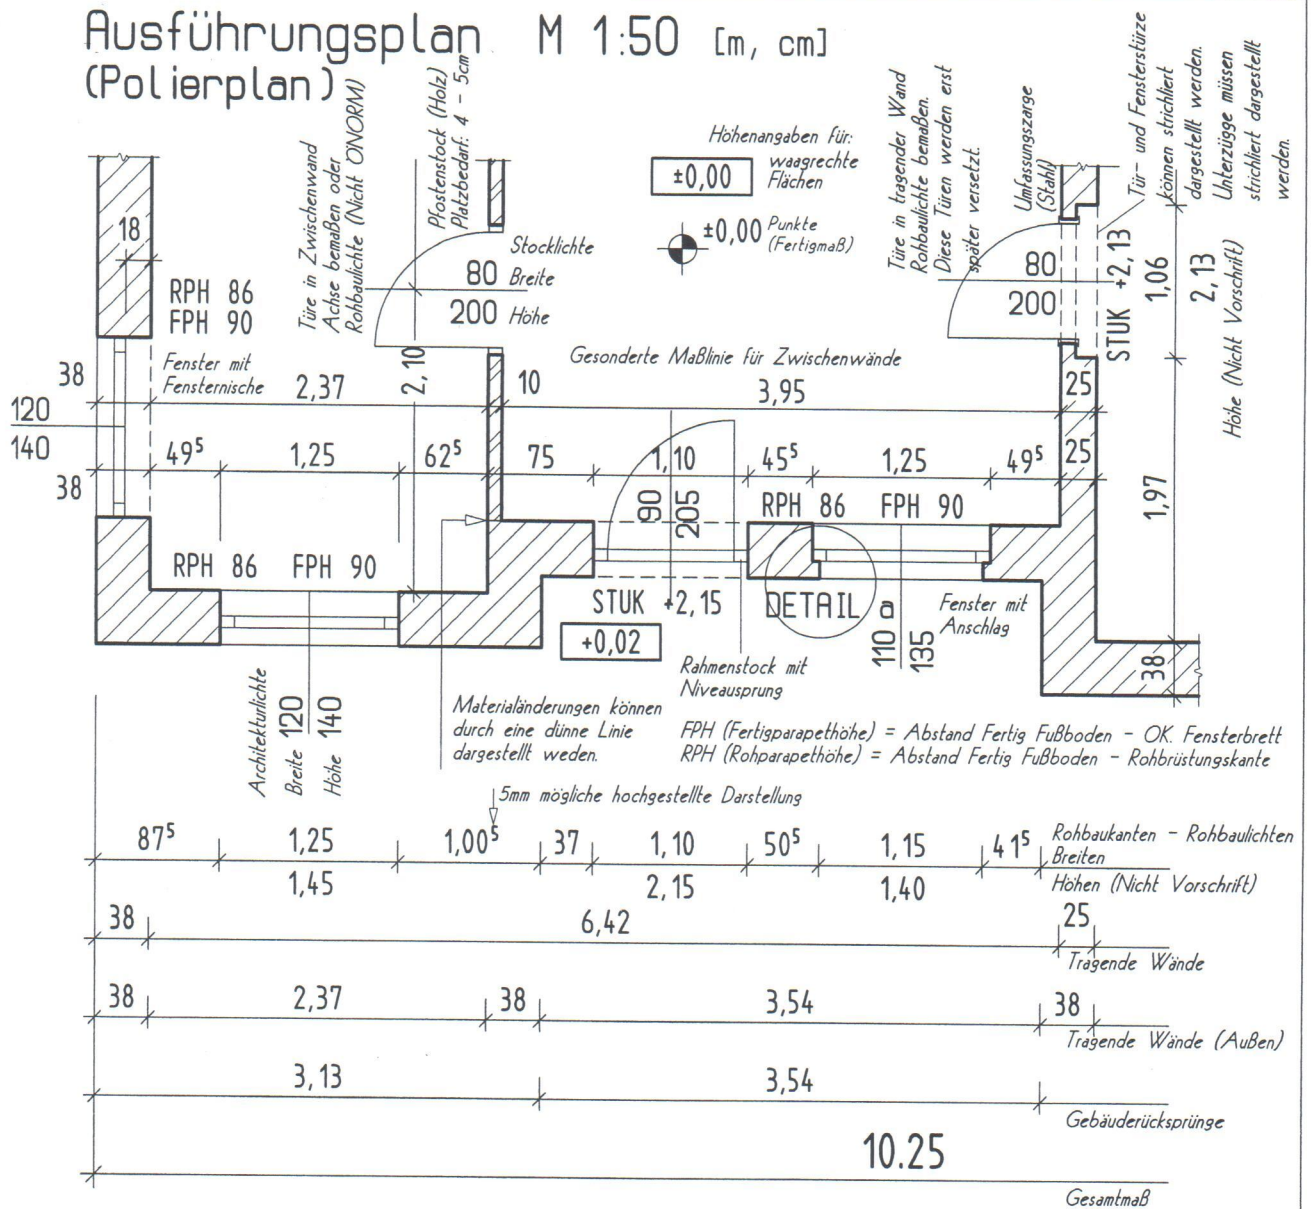 Ausführungsplan M 1:50 [m, cm]
(Polierplan)
Türe in Zwischenwand
Achse bemaßen oder
Rohbaulichte (Nicht ÖNORM)
Pfostenstock (Holz)
Platzbedarf: 4 - 5cm
Höhenangaben für:
±0,00
waagrechte
Flächen
±0,00
Punkte
(Fertigmaß)
Türe in tragender Wand
Rohbaulichte bemaßen.
Diese Türen werden erst
später versetzt.
Umfassungszarge
(Stahl)
Tür- und Fensterstürze
können strichliert
dargestellt werden.
Unterzüge müssen
strichliert dargestellt
werden.
18
RPH 86
FPH 90
Stocklichte
80 Breite
200 Höhe
80
200
STUK +2,13
1,06
2,13
Höhe (Nicht Vorschrift)
Fenster mit
Fensternische
Gesonderte Maßlinie für Zwischenwände
38
2,37
2,10
10
3,95
25
120
140
38
49⁵
1,25
62⁵
75
1,10
45⁵
1,25
49⁵
25
1,97
90
205
RPH 86 FPH 90
RPH 86 FPH 90
STUK +2,15
+0,02
DETAIL a
110
135
Fenster mit
Anschlag
38
Rahmenstock mit
Niveausprung
Architekturlichte
Breite 120
Höhe 140
Materialänderungen können
durch eine dünne Linie
dargestellt weden.
FPH (Fertigparapethöhe) = Abstand Fertig Fußboden - OK. Fensterbrett
RPH (Rohparapethöhe) = Abstand Fertig Fußboden - Rohbrüstungskante
5mm mögliche hochgestellte Darstellung
87⁵ 1,25 1,00⁵ 37 1,10 50⁵ 1,15 41⁵
Rohbaukanten - Rohbaulichten
Breiten
1,45 2,15 1,40
Höhen (Nicht Vorschrift)
38 6,42 25
Tragende Wände
38 2,37 38 3,54 38
Tragende Wände (Außen)
3,13 3,54
Gebäuderücksprünge
10.25
Gesamtmaß